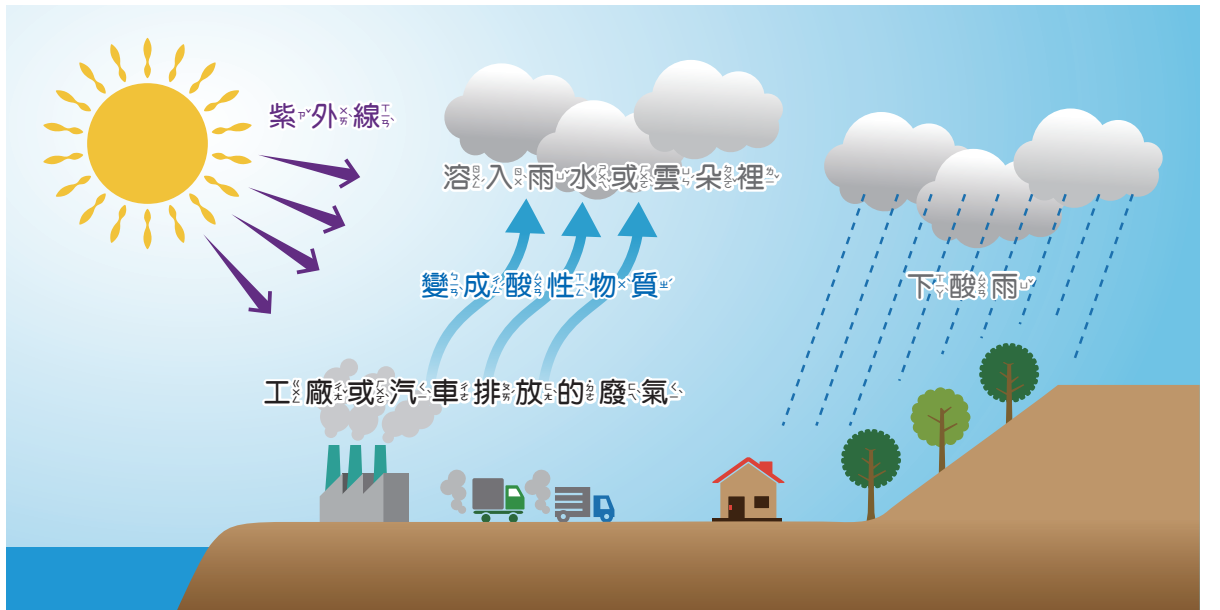 紫外線
溶入雨水或雲朵裡
變成酸性物質
下酸雨
工廠或汽車排放的廢氣